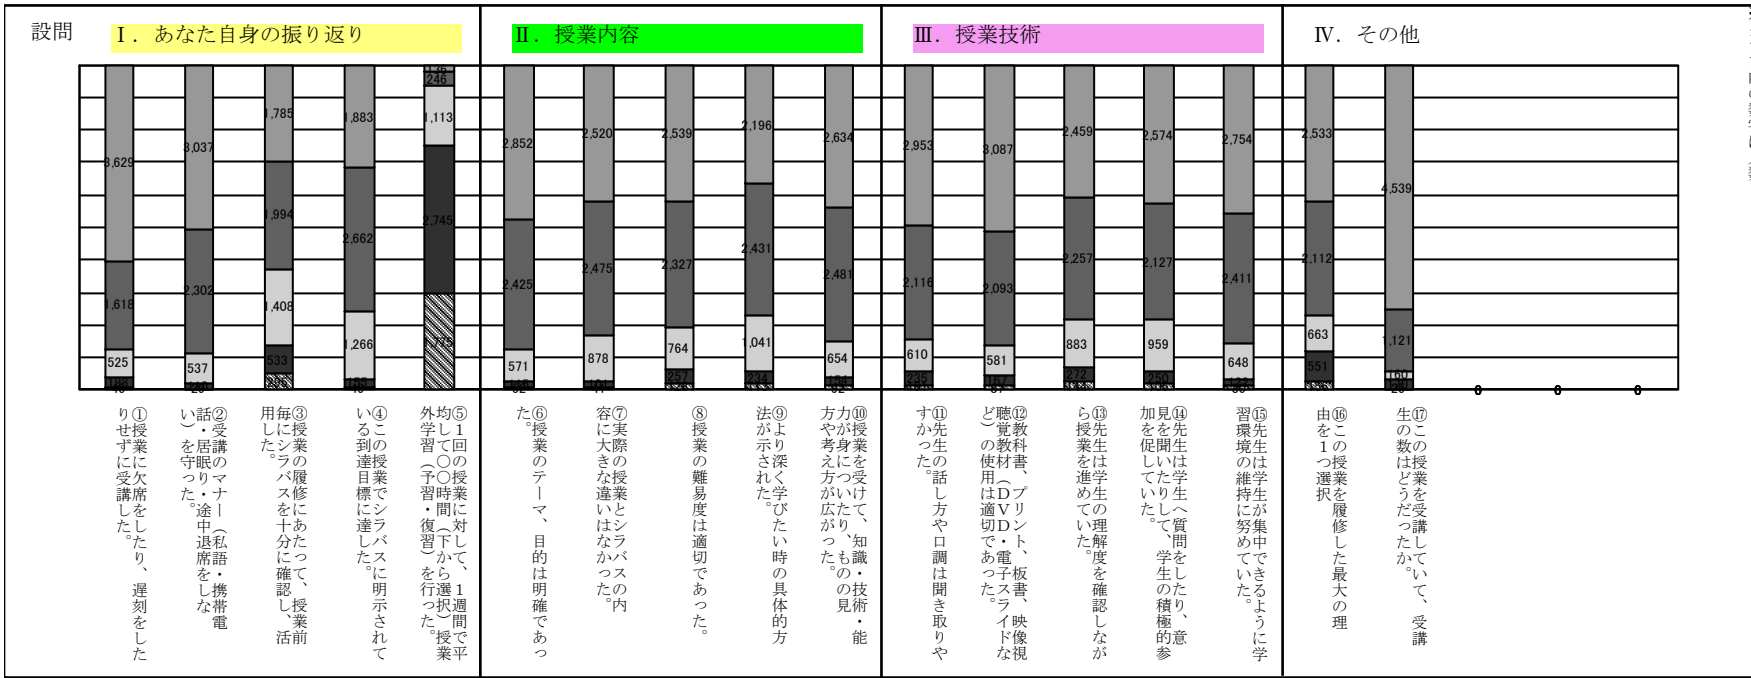 設問
Ⅰ．あなた自身の振り返り
Ⅱ．授業内容
Ⅲ．授業技術
Ⅳ．その他
3,629
1,618
525
3,037
2,302
537
1,785
1,994
1,408
533
295
1,883
2,662
1,266
155
246
1,113
2,745
1,775
2,852
2,425
571
2,520
2,475
878
2,539
2,327
764
257
2,196
2,431
1,041
234
2,634
2,481
654
154
2,953
2,116
610
235
3,087
2,093
581
167
2,459
2,257
883
272
2,574
2,127
959
250
2,754
2,411
648
2,533
2,112
663
551
4,539
1,121
160
0
0
0
①授業に欠席をしたり、遅刻をした
りせずに受講した。
②受講のマナー（私語・携帯電
話・居眠り・途中退席をしな
い）を守った。
③授業の履修にあたって、授業前
毎にシラバスを十分に確認し、活
用した。
④この授業でシラバスに明示されて
いる到達目標に達した。
⑤１回の授業に対して、１週間で平
均して〇〇時間（下から選択）授業
外学習（予習・復習）を行った。
⑥授業のテーマ、目的は明確であっ
た。
⑦実際の授業とシラバスの内
容に大きな違いはなかった。
⑧授業の難易度は適切であった。
⑨より深く学びたい時の具体的方
法が示された。
⑩授業を受けて、知識・技術・能
力が身についたり、ものの見
方や考え方が広がった。
⑪先生の話し方や口調は聞き取りや
すかった。
⑫教科書、プリント、板書、映像視
聴覚教材（ＤＶＤ・電子スライドな
ど）の使用は適切であった。
⑬先生は学生の理解度を確認しなが
ら授業を進めていた。
⑭先生は学生へ質問をしたり、意
見を聞いたりして、学生の積極的参
加を促していた。
⑮先生は学生が集中できるように学
習環境の維持に努めていた。
⑯この授業を履修した最大の理
由を１つ選択
⑰この授業を受講していて、受講
生の数はどうだったか。